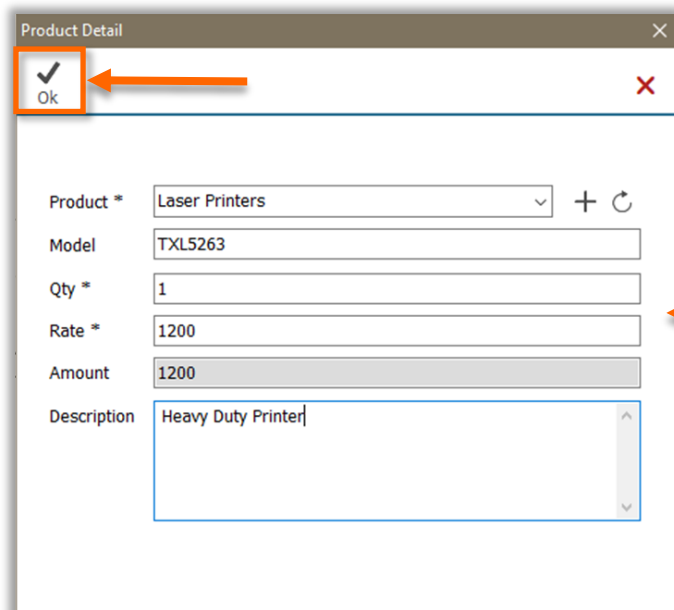 Product Detail
Ok
Product * Laser Printers
Model TXL5263
Qty * 1
Rate * 1200
Amount 1200
Description Heavy Duty Printer